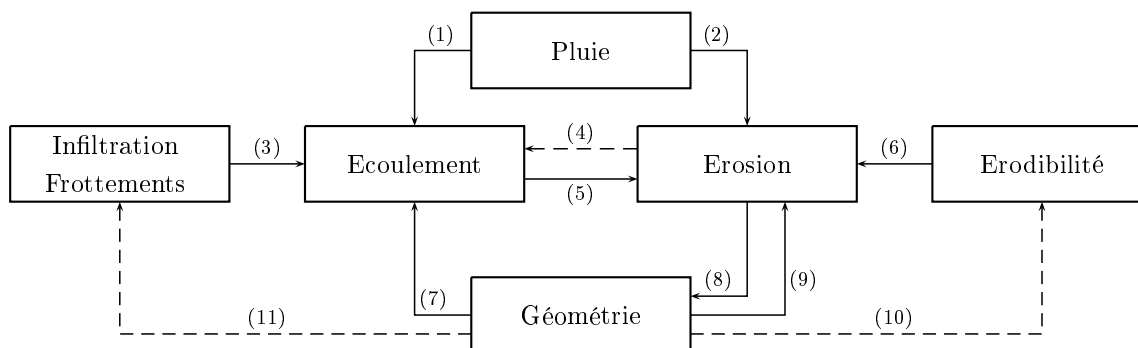 (1)
Pluie
(2)
Infiltration
Frottements
(3)
Ecoulement
(4)
(5)
Erosion
(6)
Erodibilité
(7)
Géométrie
(8)
(9)
(11)
(10)